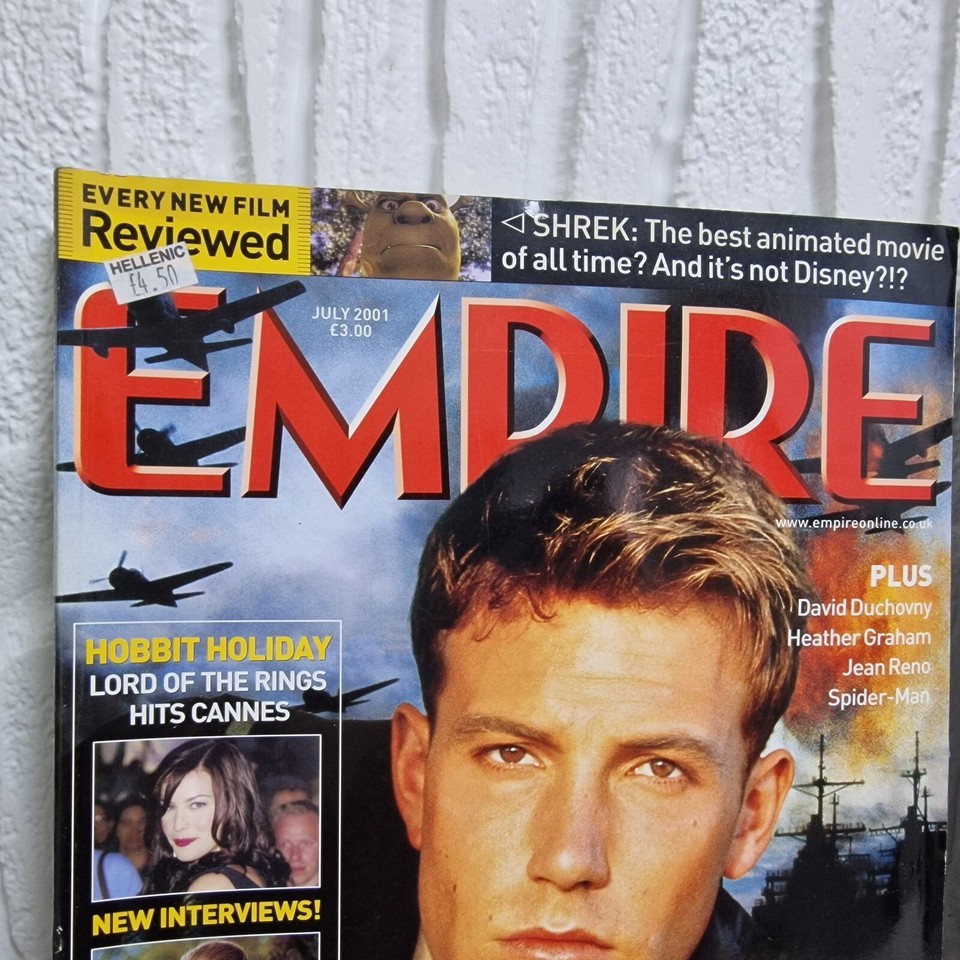 EVERY NEW FILM
Reviewed
◁ SHREK: The best animated movie
of all time? And it's not Disney?!?
HELLENIC
£4.50
JULY 2001
£3.00
EMPIRE
www.empireonline.co.uk
PLUS
David Duchovny
Heather Graham
Jean Reno
Spider-Man
HOBBIT HOLIDAY
LORD OF THE RINGS
HITS CANNES
NEW INTERVIEWS!